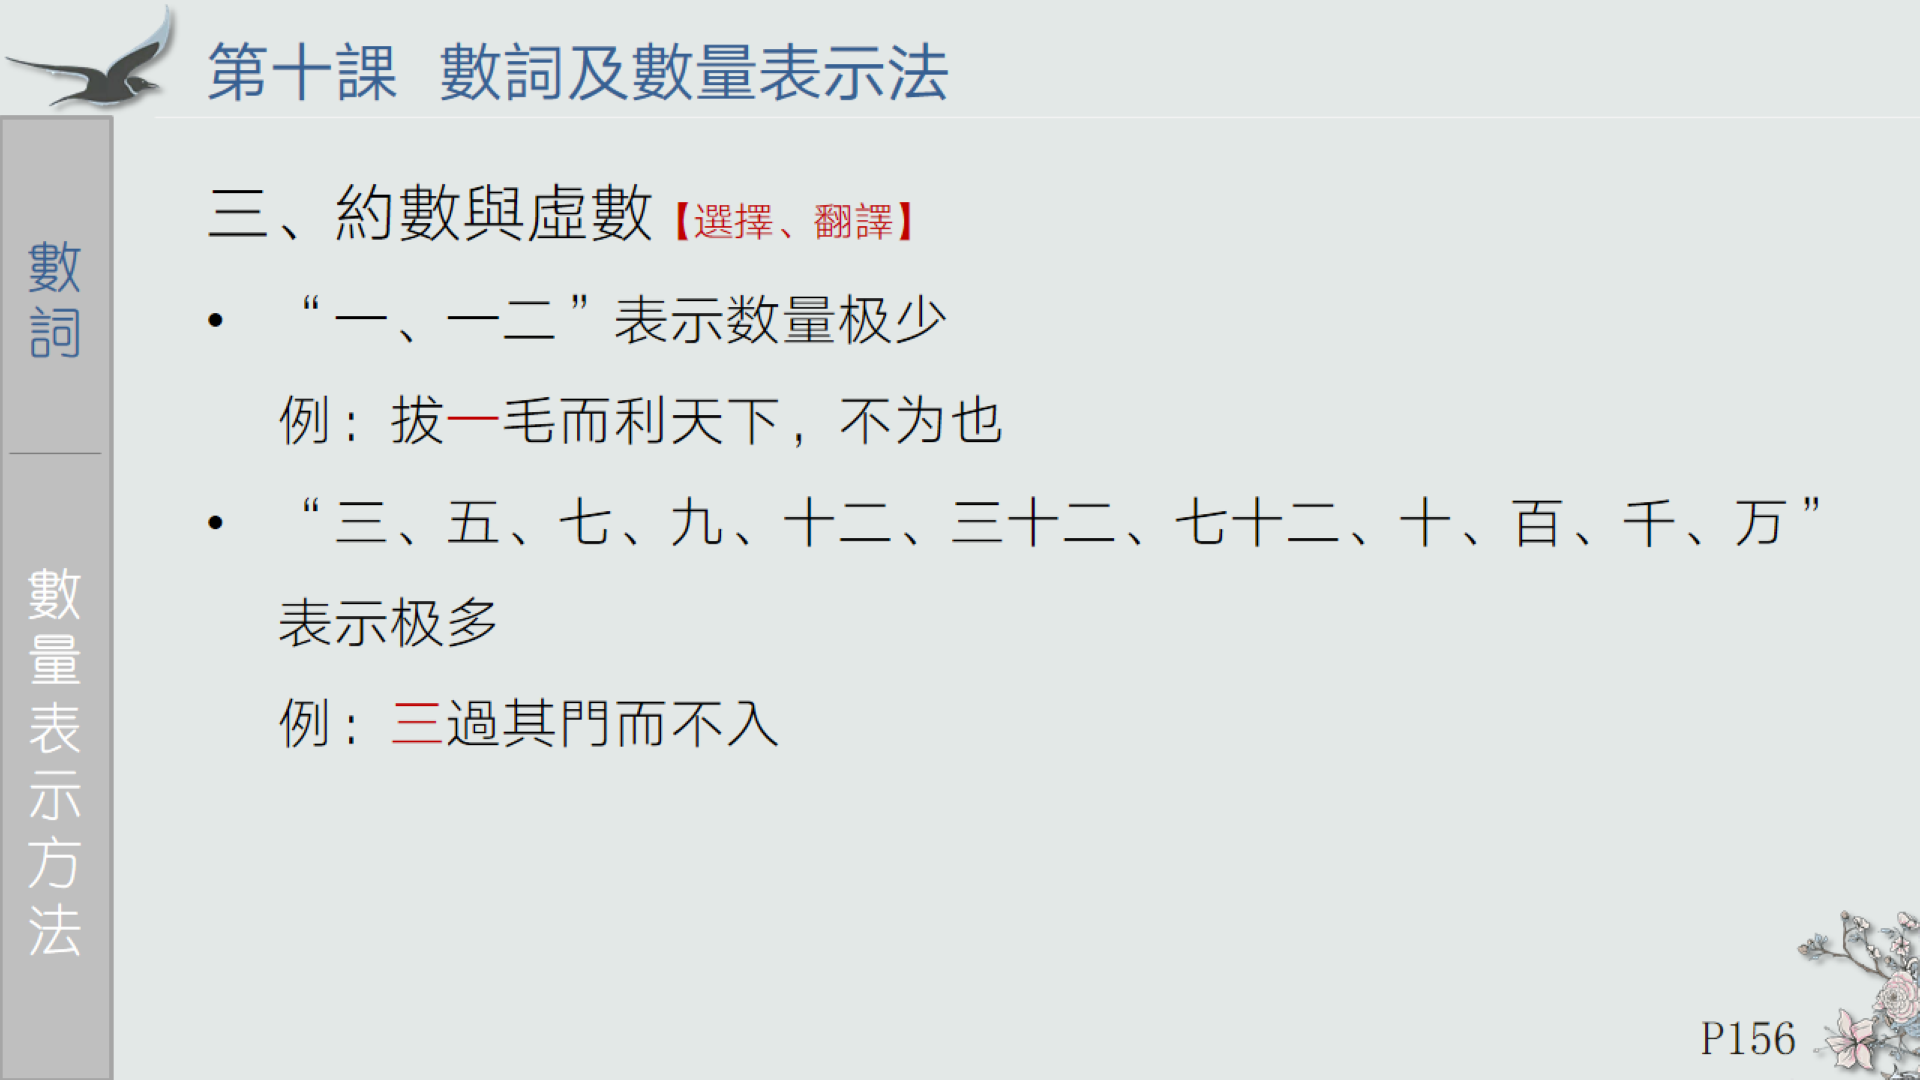 第十課 數詞及數量表示法
數詞
數量表示方法
三、約數與虛數【選擇、翻譯】
• “一、一二”表示数量极少
例：拔一毛而利天下，不为也
• “三、五、七、九、十二、三十二、七十二、十、百、千、万”
表示极多
例：三過其門而不入
P156